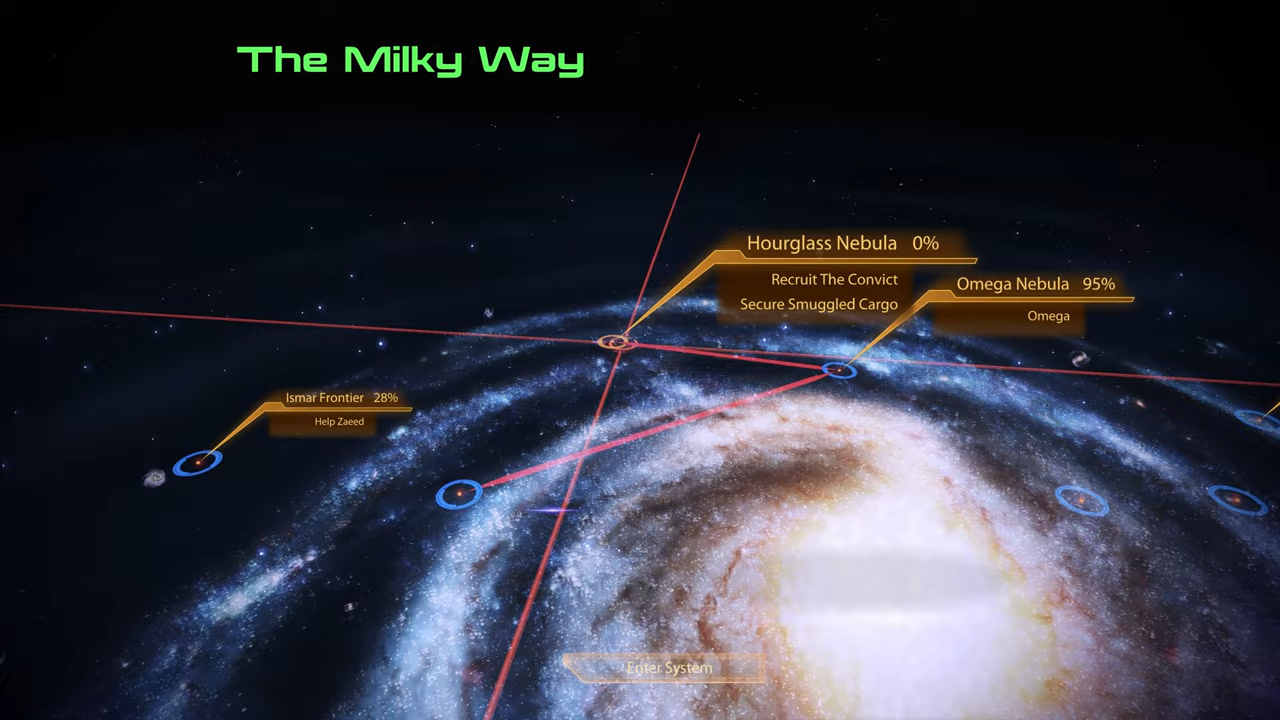 The Milky Way
Hourglass Nebula 0%
Recruit The Convict
Secure Smuggled Cargo
Omega Nebula 95%
Omega
Ismar Frontier 28%
Help Zaeed
Enter System